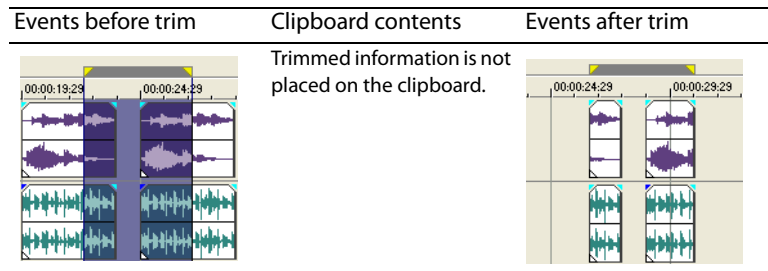 Events before trim
Clipboard contents
Events after trim
Trimmed information is not
placed on the clipboard.
00:00:19:29
00:00:24:29
00:00:24:29
00:00:29:29